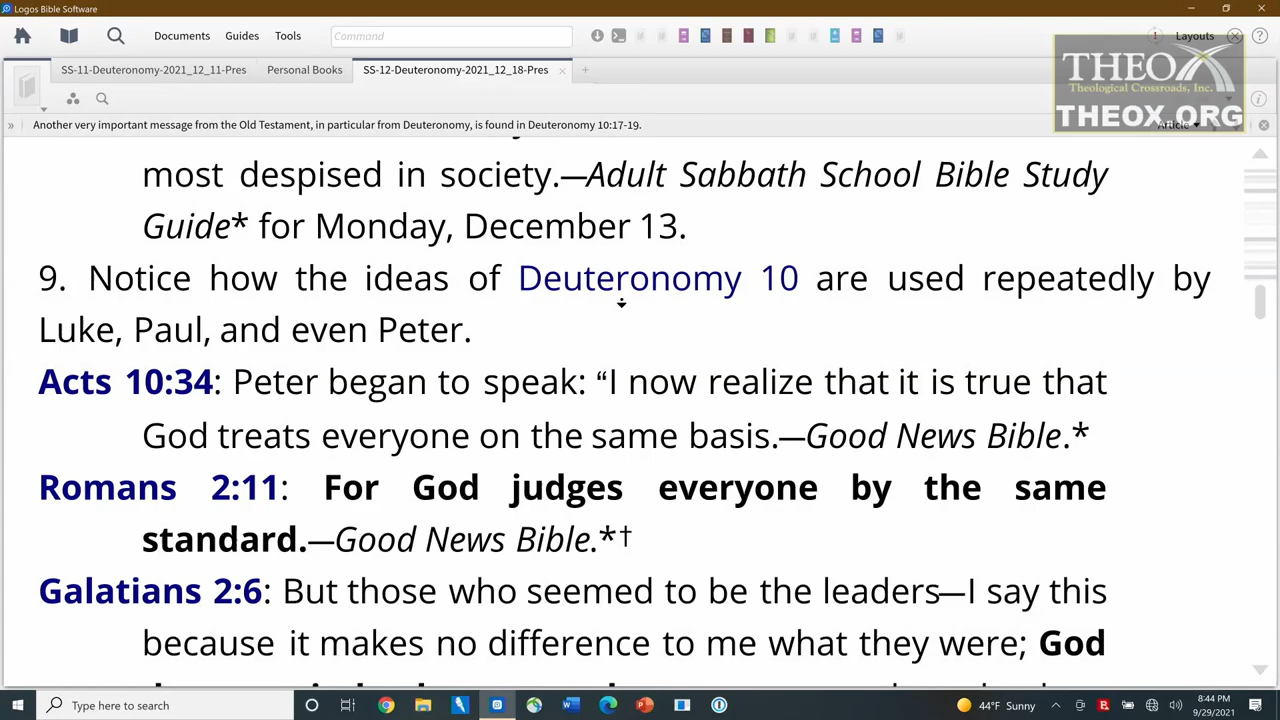 Logos Bible Software
Documents Guides Tools Command Layouts
THEOX
Theological Crossroads, Inc.
THEOX.ORG
SS-11-Deuteronomy-2021_12_11-Pres Personal Books SS-12-Deuteronomy-2021_12_18-Pres
Another very important message from the Old Testament, in particular from Deuteronomy, is found in Deuteronomy 10:17-19. Article
most despised in society.—Adult Sabbath School Bible Study
Guide* for Monday, December 13.
9. Notice how the ideas of Deuteronomy 10 are used repeatedly by
Luke, Paul, and even Peter.
Acts 10:34: Peter began to speak: “I now realize that it is true that
God treats everyone on the same basis.—Good News Bible.*
Romans 2:11: For God judges everyone by the same
standard.—Good News Bible.*†
Galatians 2:6: But those who seemed to be the leaders—I say this
because it makes no difference to me what they were; God
Type here to search
44°F Sunny
8:44 PM
9/29/2021